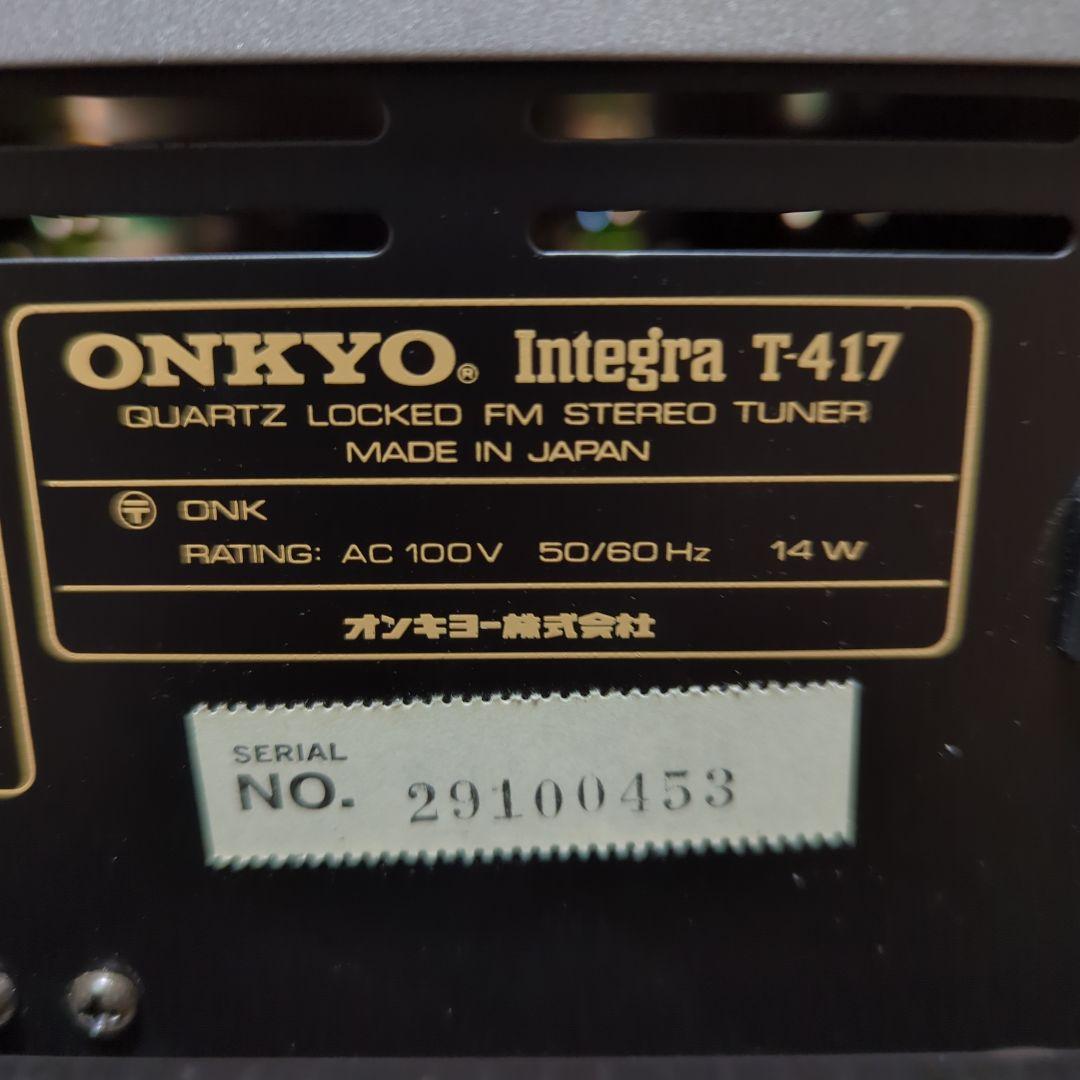 ONKYO® Integra T-417
QUARTZ LOCKED FM STEREO TUNER
MADE IN JAPAN
〒 ONK
RATING: AC 100V 50/60Hz 14W
オンキヨー株式会社
SERIAL
NO. 29100453